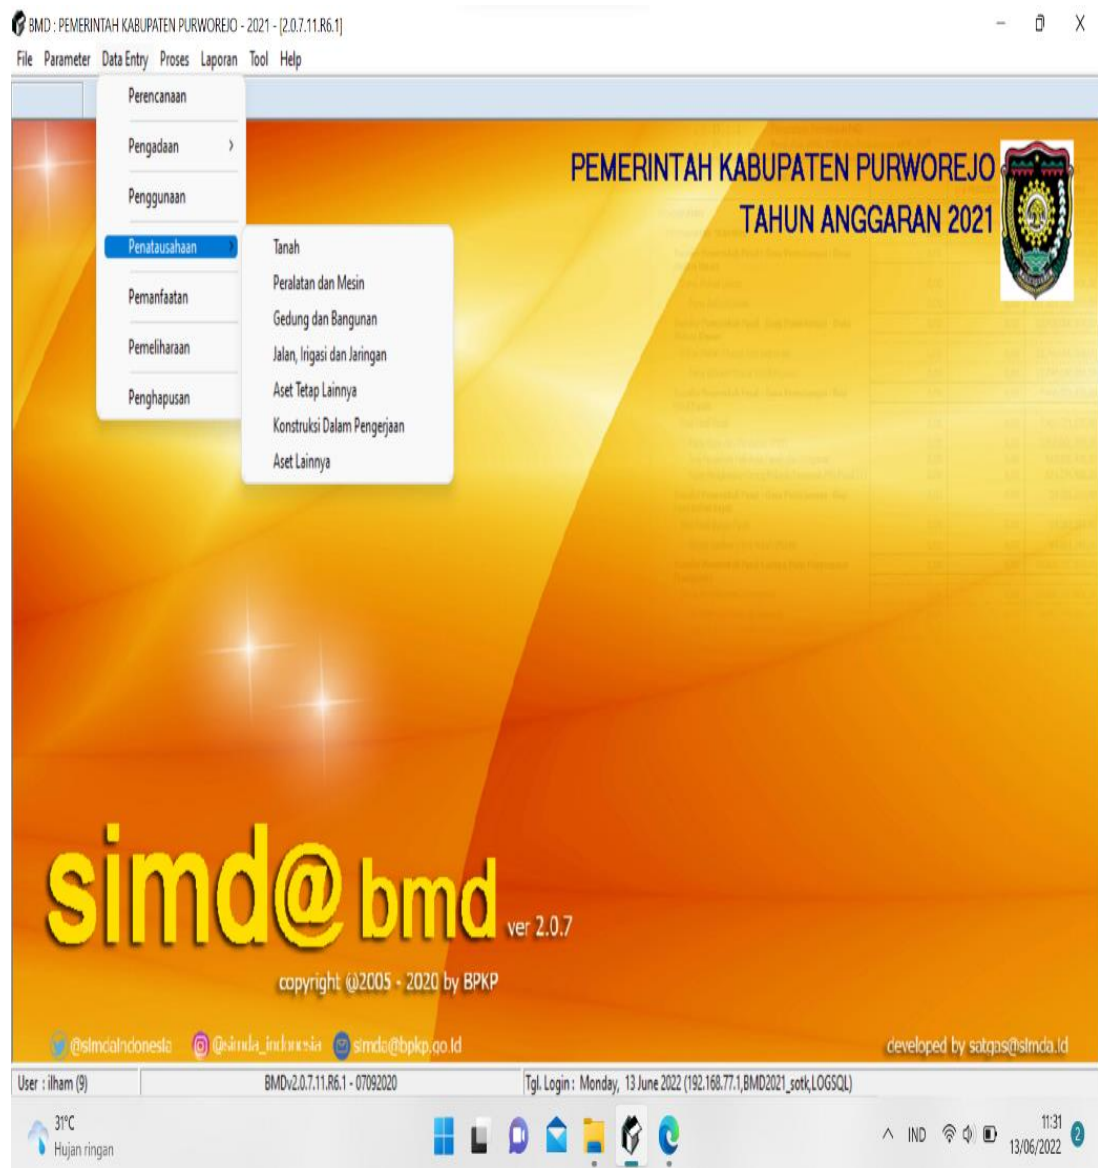 BMD : PEMERINTAH KABUPATEN PURWOREJO - 2021 - [2.0.7.11.R6.1]
File Parameter Data Entry Proses Laporan Tool Help
Perencanaan
Pengadaan
Penggunaan
Penatausahaan
Pemanfaatan
Pemeliharaan
Penghapusan
Tanah
Peralatan dan Mesin
Gedung dan Bangunan
Jalan, Irigasi dan Jaringan
Aset Tetap Lainnya
Konstruksi Dalam Pengerjaan
Aset Lainnya
PEMERINTAH KABUPATEN PURWOREJO
TAHUN ANGGARAN 2021
simd@ bmd ver 2.0.7
copyright @2005 - 2020 by BPKP
@simdaindonesia @simda_indonesia simda@bpkp.go.id
developed by satgas@simda.id
User : ilham (9) BMDv2.0.7.11.R6.1 - 07092020 Tgl. Login : Monday, 13 June 2022 (192.168.77.1,BMD2021_sotk,LOGSQL)
31°C
Hujan ringan
IND
11:31
13/06/2022
2